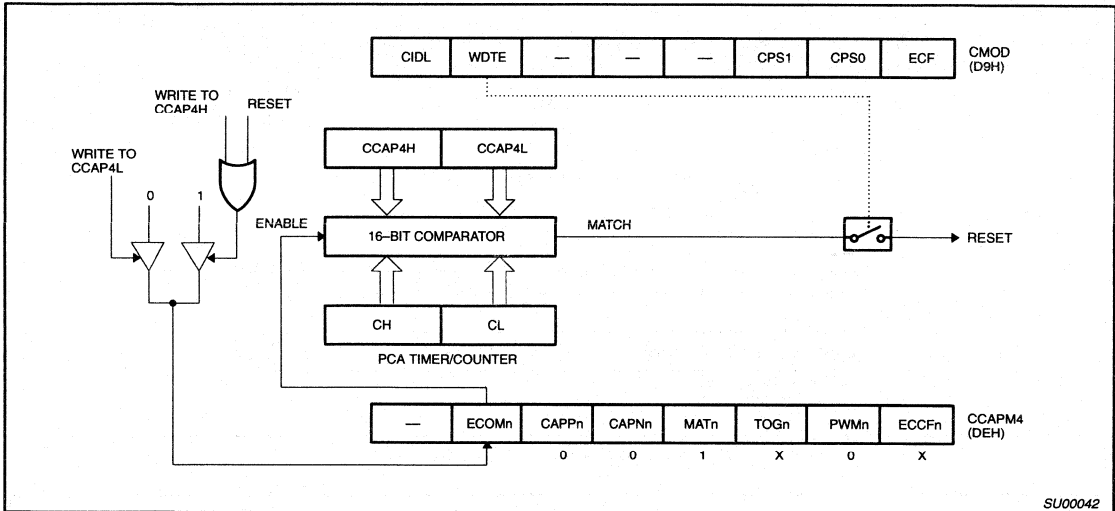 CIDL WDTE — — — CPS1 CPS0 ECF
CMOD
(D9H)
WRITE TO
CCAP4H
RESET
WRITE TO
CCAP4L
0 1
CCAP4H CCAP4L
ENABLE
16–BIT COMPARATOR
MATCH
RESET
CH CL
PCA TIMER/COUNTER
— ECOMn CAPPn CAPNn MATn TOGn PWMn ECCFn
CCAPM4
(DEH)
0 0 1 X 0 X
SU00042